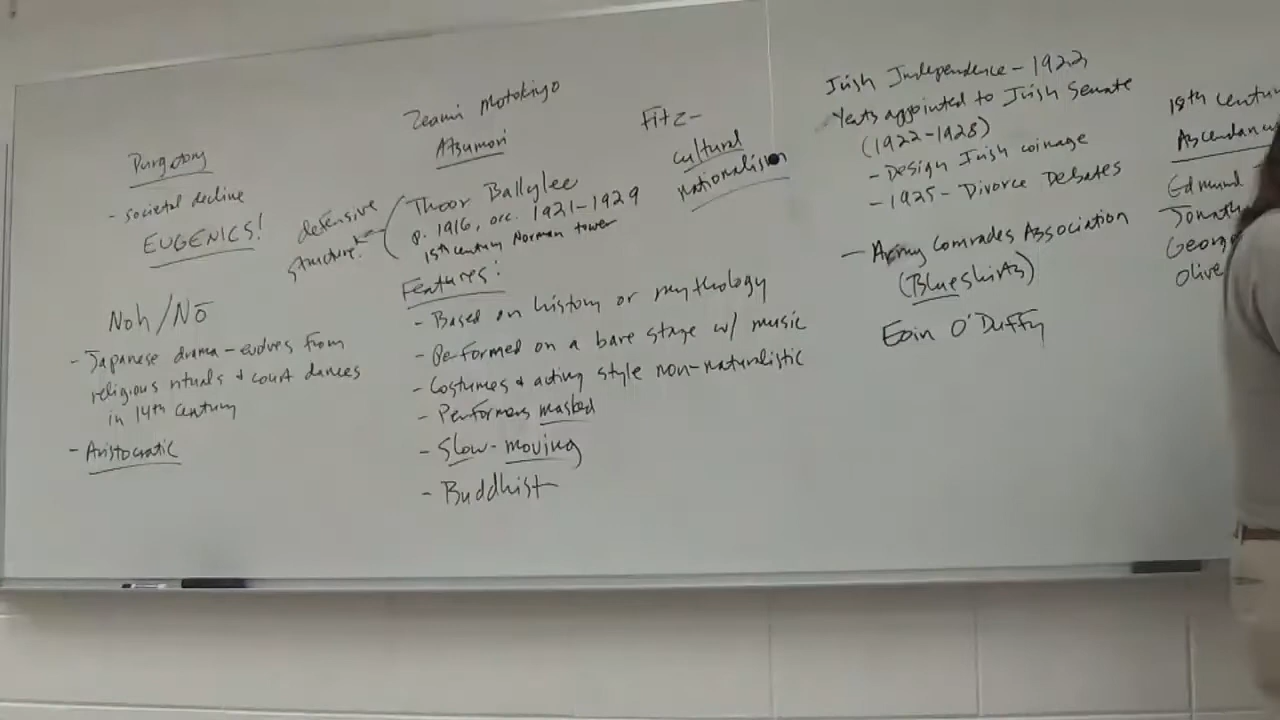 Purgatory
- societal decline
EUGENICS!
Noh/Nō
- Japanese drama - evolves from
religious rituals + court dances
in 14th century
- Aristocratic
Zeami Motokiyo
Atsumori
defensive
structure
Thoor Ballylee
p. 1916, occ. 1921-1929
15th century Norman tower
Features:
- Based on history or mythology
- Performed on a bare stage w/ music
- Costumes + acting style non-naturalistic
- Performers masked
- Slow-moving
- Buddhist
Fitz-
cultural
nationalism
Irish Independence - 1922
Yeats appointed to Irish Senate
(1922-1928)
- Design Irish coinage
- 1925 - Divorce Debates
- Army Comrades Association
(Blueshirts)
Eoin O'Duffy
18th centu
Ascendanc
Edmund
Jonath
George
Olive